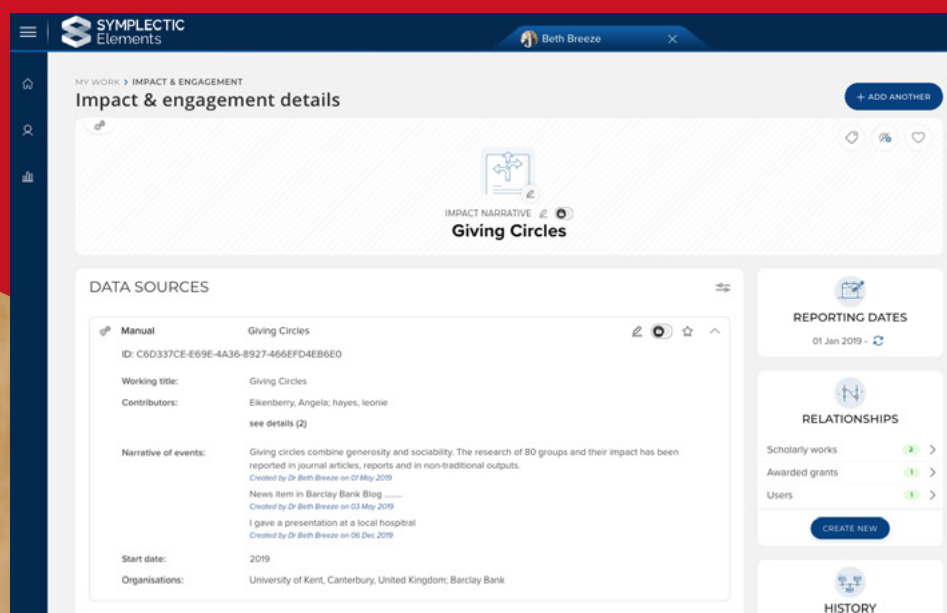 SYMPLECTIC
Elements
Beth Breeze
MY WORK > IMPACT & ENGAGEMENT
Impact & engagement details
+ ADD ANOTHER
IMPACT NARRATIVE
Giving Circles
DATA SOURCES
Manual Giving Circles
ID: C6D337CE-E69E-4A36-8927-466EFD4EB6E0
Working title: Giving Circles
Contributors: Eikenberry, Angela; hayes, leonie
see details (2)
Narrative of events: Giving circles combine generosity and sociability. The research of 80 groups and their impact has been
reported in journal articles, reports and in non-traditional outputs.
Created by Dr Beth Breeze on 01 May 2019
News item in Barclay Bank Blog .......
Created by Dr Beth Breeze on 03 May 2019
I gave a presentation at a local hospitral
Created by Dr Beth Breeze on 06 Dec 2019
Start date: 2019
Organisations: University of Kent, Canterbury, United Kingdom; Barclay Bank
REPORTING DATES
01 Jan 2019 -
RELATIONSHIPS
Scholarly works 2
Awarded grants 1
Users 1
CREATE NEW
HISTORY